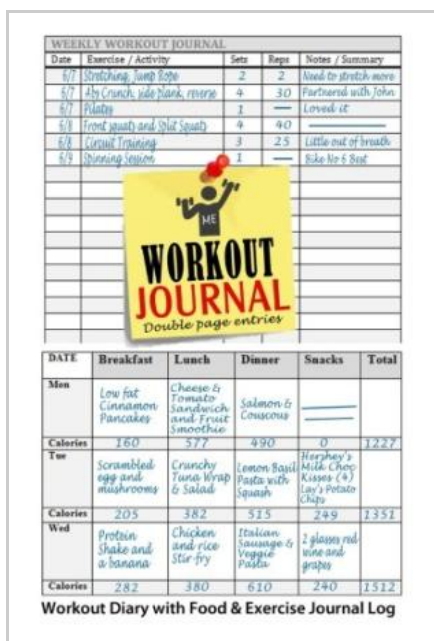 WEEKLY WORKOUT JOURNAL
Date Exercise / Activity Sets Reps Notes / Summary
6/7 Stretching, Jump Rope 2 2 Need to stretch more
6/7 Abs Crunch, side plank, reverse 4 30 Partnered with John
6/7 Pilates 1 — Loved it
6/8 Front squats and Split Squats 4 40 —
6/8 Circuit Training 3 25 Little out of breath
6/9 Spinning Session 1 — Bike No 6 Best
ME
WORKOUT
JOURNAL
Double page entries
DATE Breakfast Lunch Dinner Snacks Total
Mon
Low fat Cinnamon Pancakes
Cheese & Tomato Sandwich and Fruit Smoothie
Salmon & Couscous
Calories 160 577 490 0 1227
Tue
Scrambled egg and mushrooms
Crunchy Tuna Wrap & Salad
Lemon Basil Pasta with Squash
Hershey's Milk Choc Kisses (4) Lay's Potato Chips
Calories 205 382 515 249 1351
Wed
Protein Shake and a banana
Chicken and rice Stir-fry
Italian Sausage & Veggie Pasta
2 glasses red wine and grapes
Calories 282 380 610 240 1512
Workout Diary with Food & Exercise Journal Log